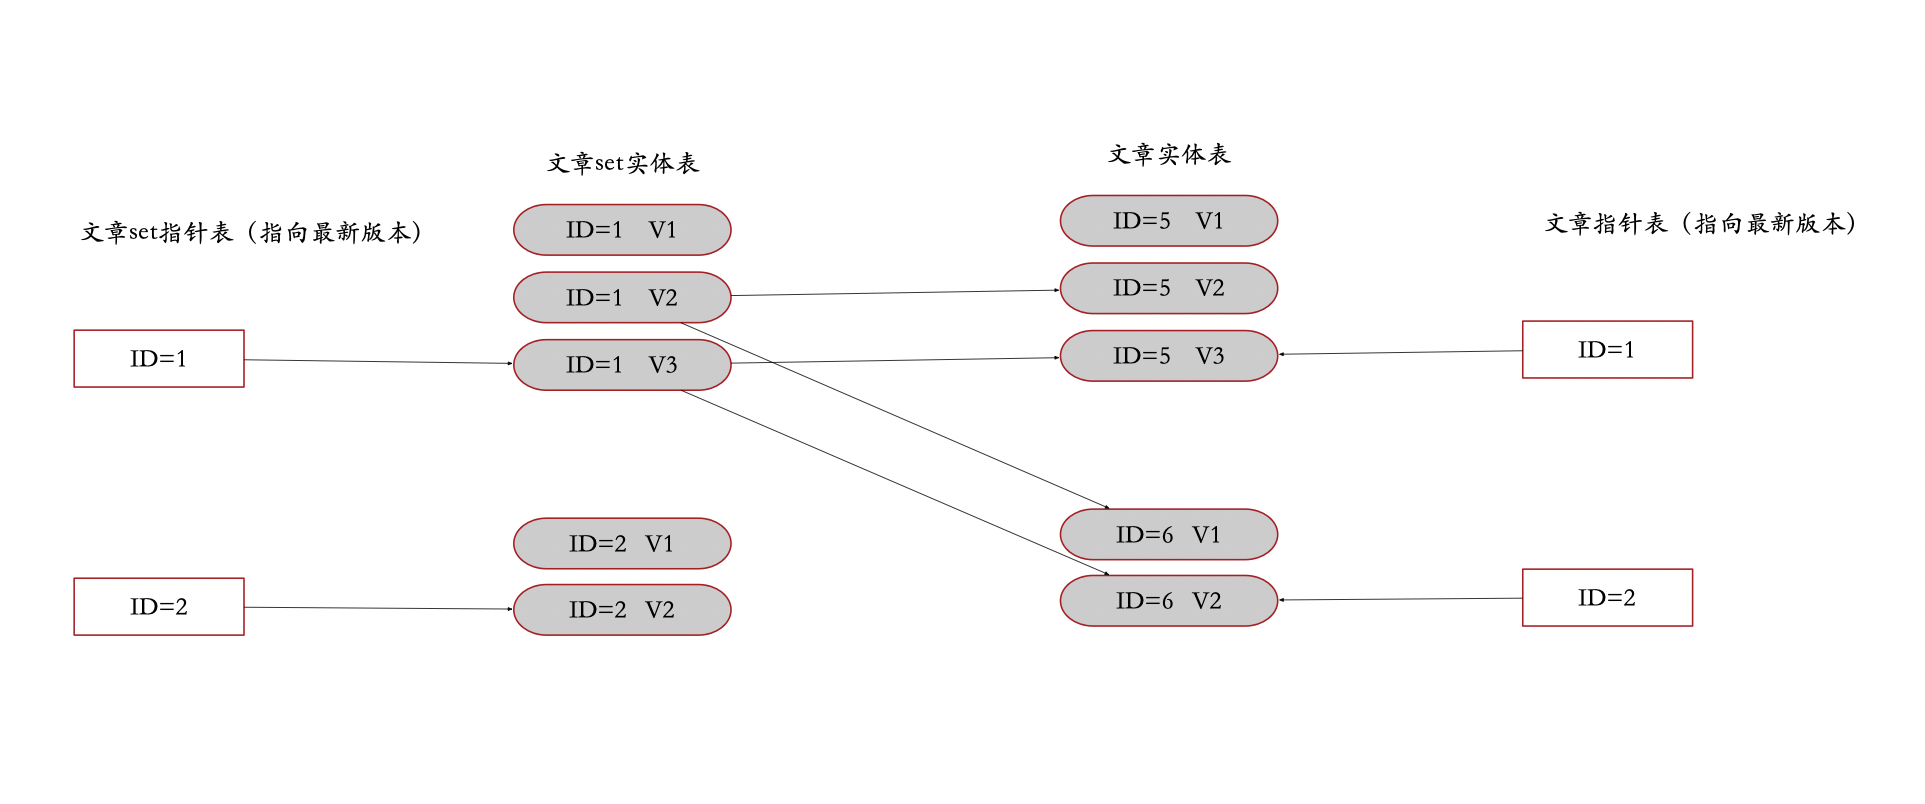 文章set指针表（指向最新版本）
ID=1
ID=2
文章set实体表
ID=1 V1
ID=1 V2
ID=1 V3
ID=2 V1
ID=2 V2
文章实体表
ID=5 V1
ID=5 V2
ID=5 V3
ID=6 V1
ID=6 V2
文章指针表（指向最新版本）
ID=1
ID=2